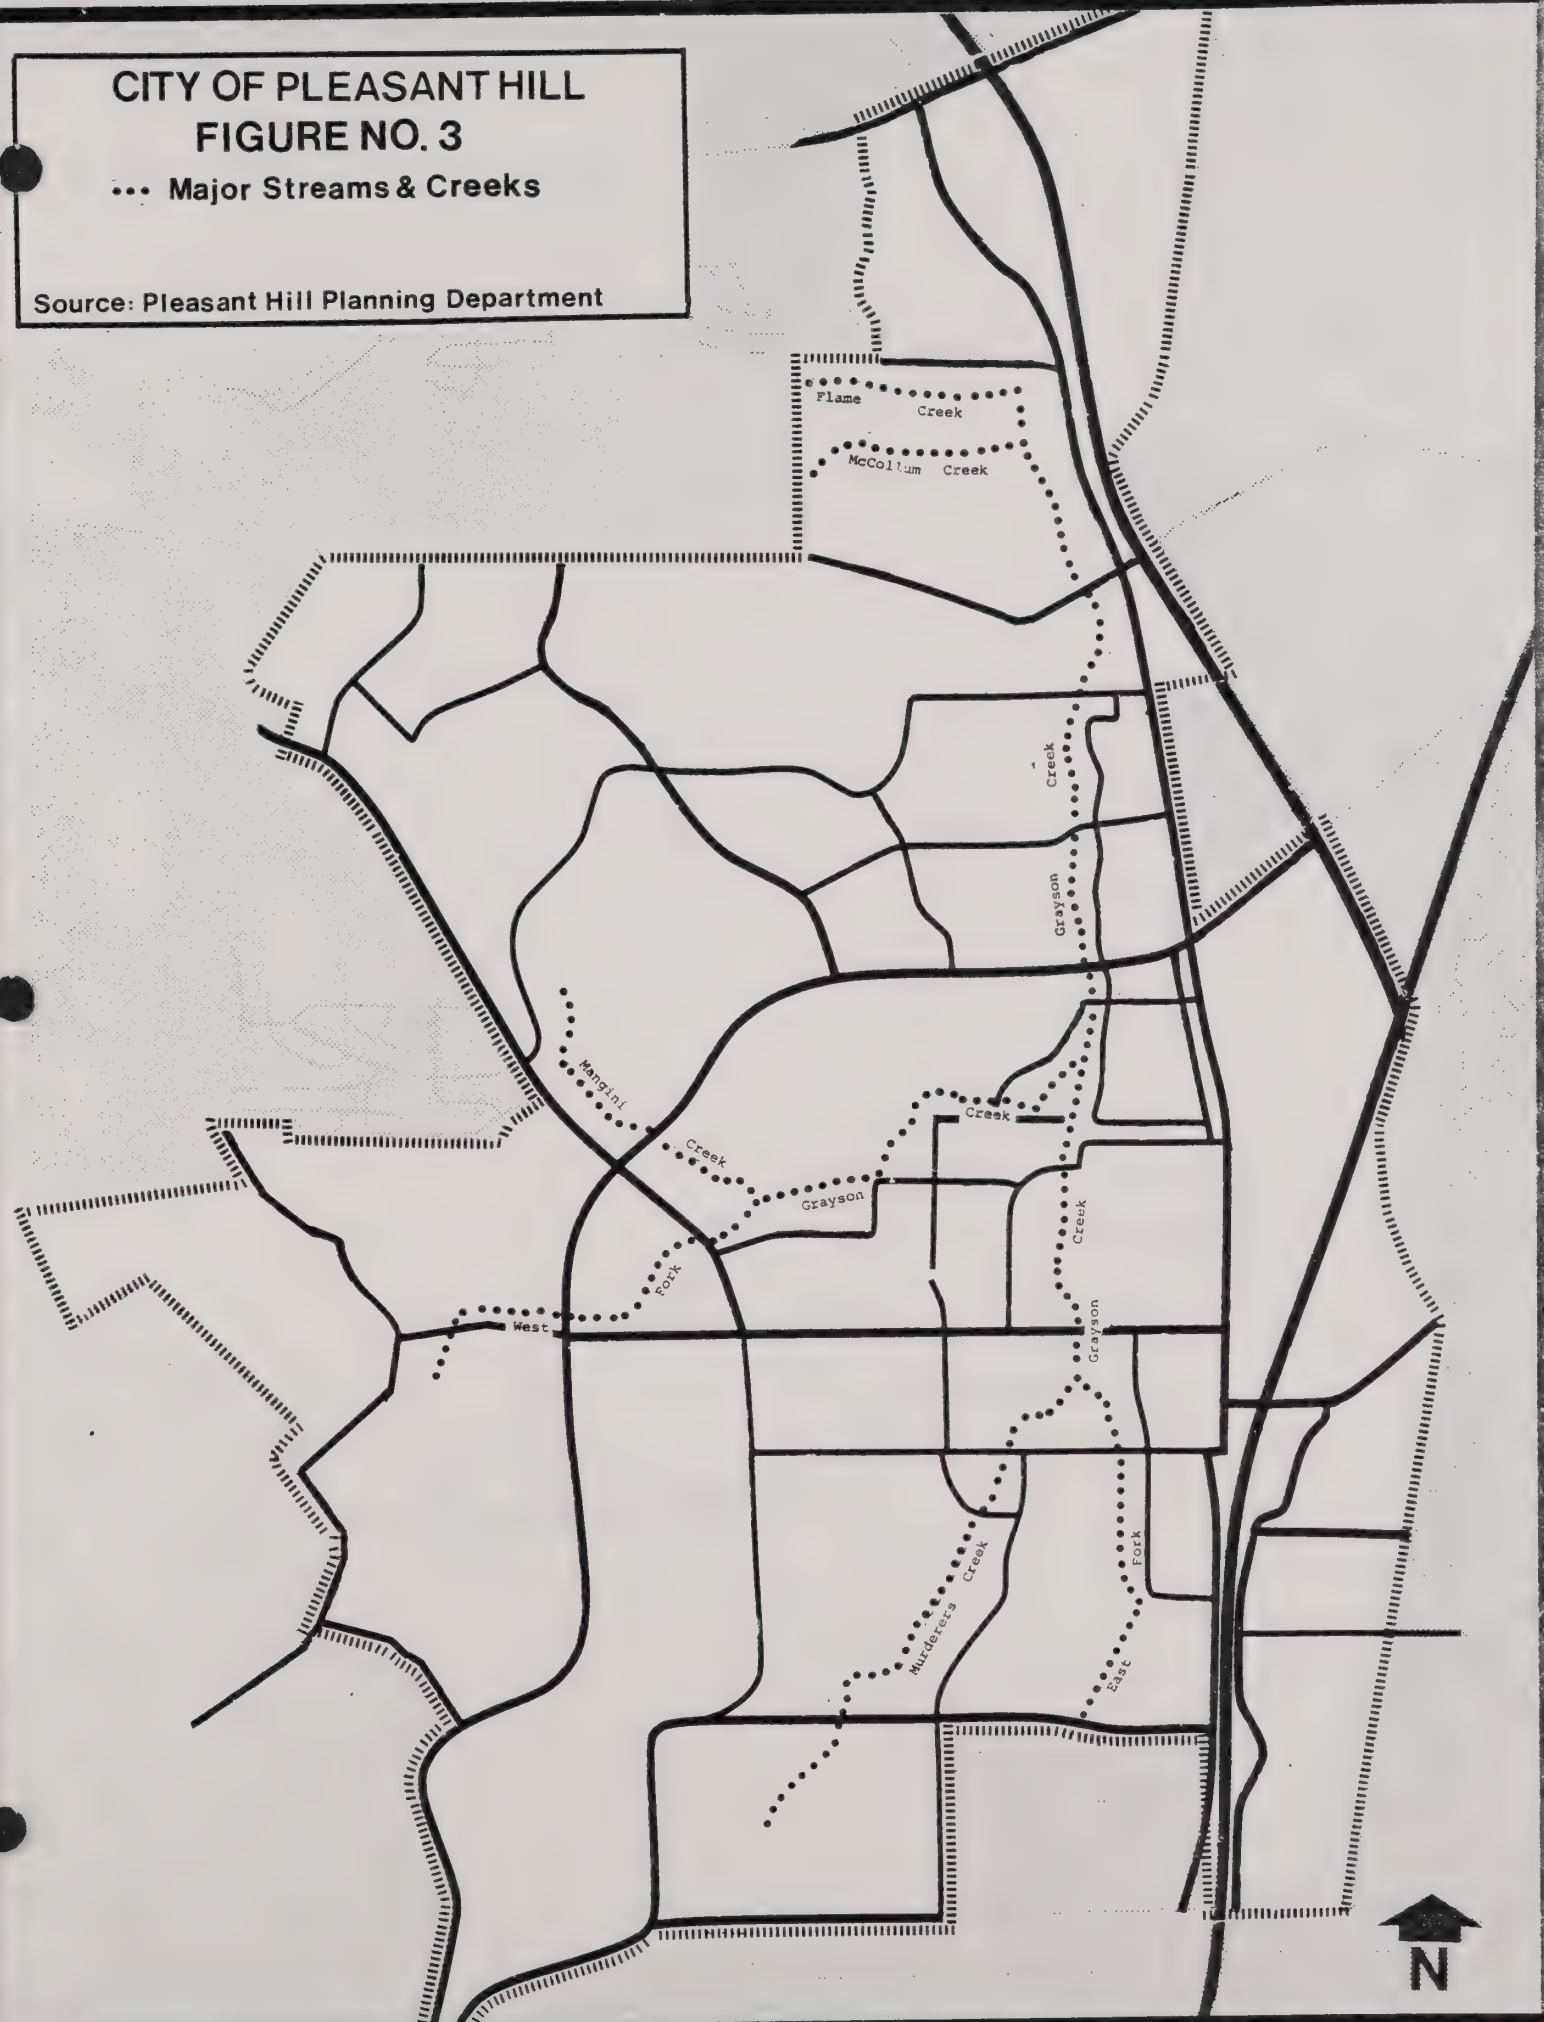 CITY OF PLEASANT HILL
FIGURE NO. 3
••• Major Streams & Creeks
Source: Pleasant Hill Planning Department
Flame Creek
McCollum Creek
Creek
Grayson
Mangini
Creek
Creek
Grayson
Fork
West
Creek
Grayson
Fork
East
Creek
Murderers
N